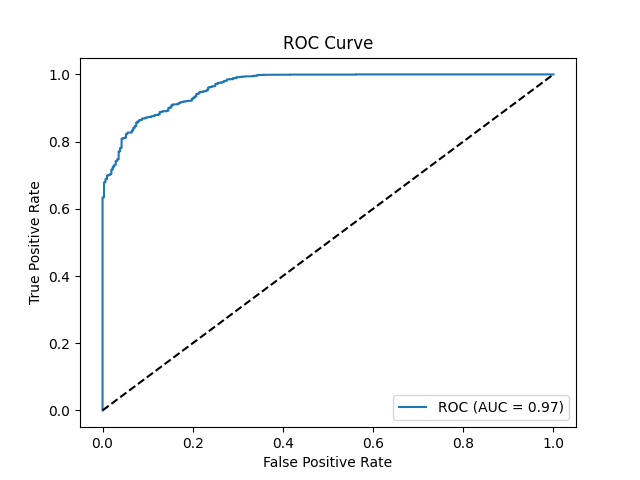 ROC Curve
True Positive Rate
1.0
0.8
0.6
0.4
0.2
0.0
ROC (AUC = 0.97)
0.0 0.2 0.4 0.6 0.8 1.0
False Positive Rate